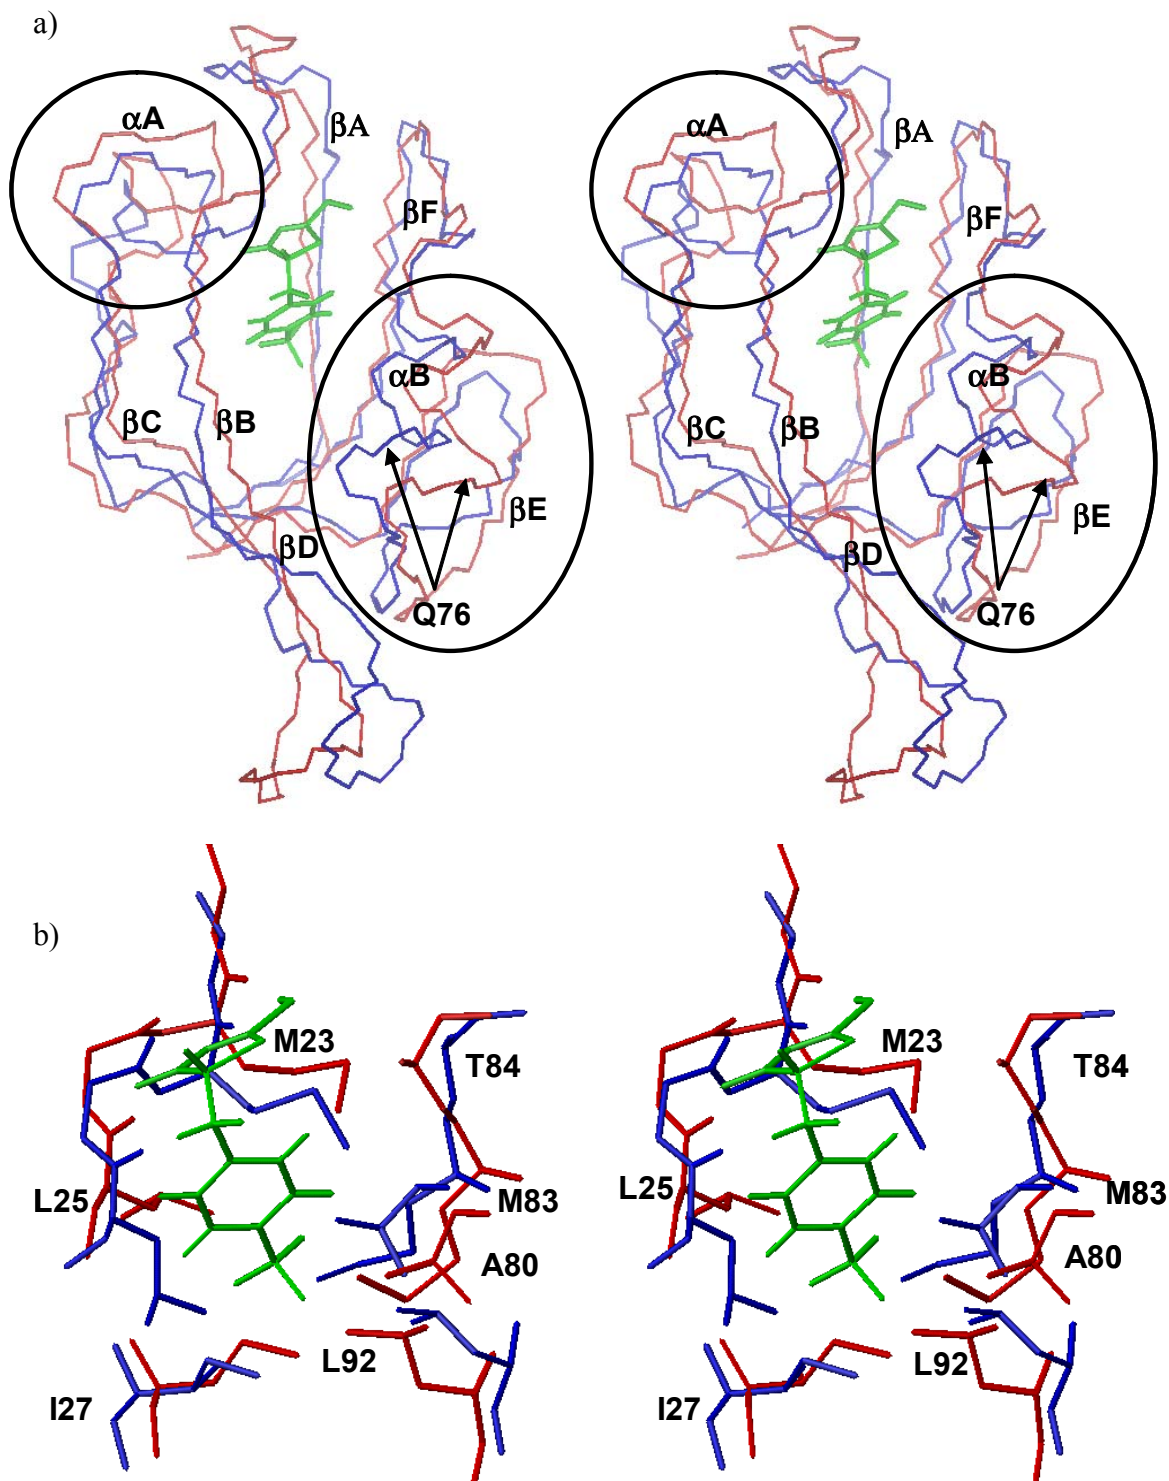 a)
αA βA αA βA
βF βF
αB αB
βC βB βC βB
βE βE
βD βD
Q76 Q76
b)
M23 M23
T84 T84
L25 M83 L25 M83
A80 A80
L92 L92
I27 I27